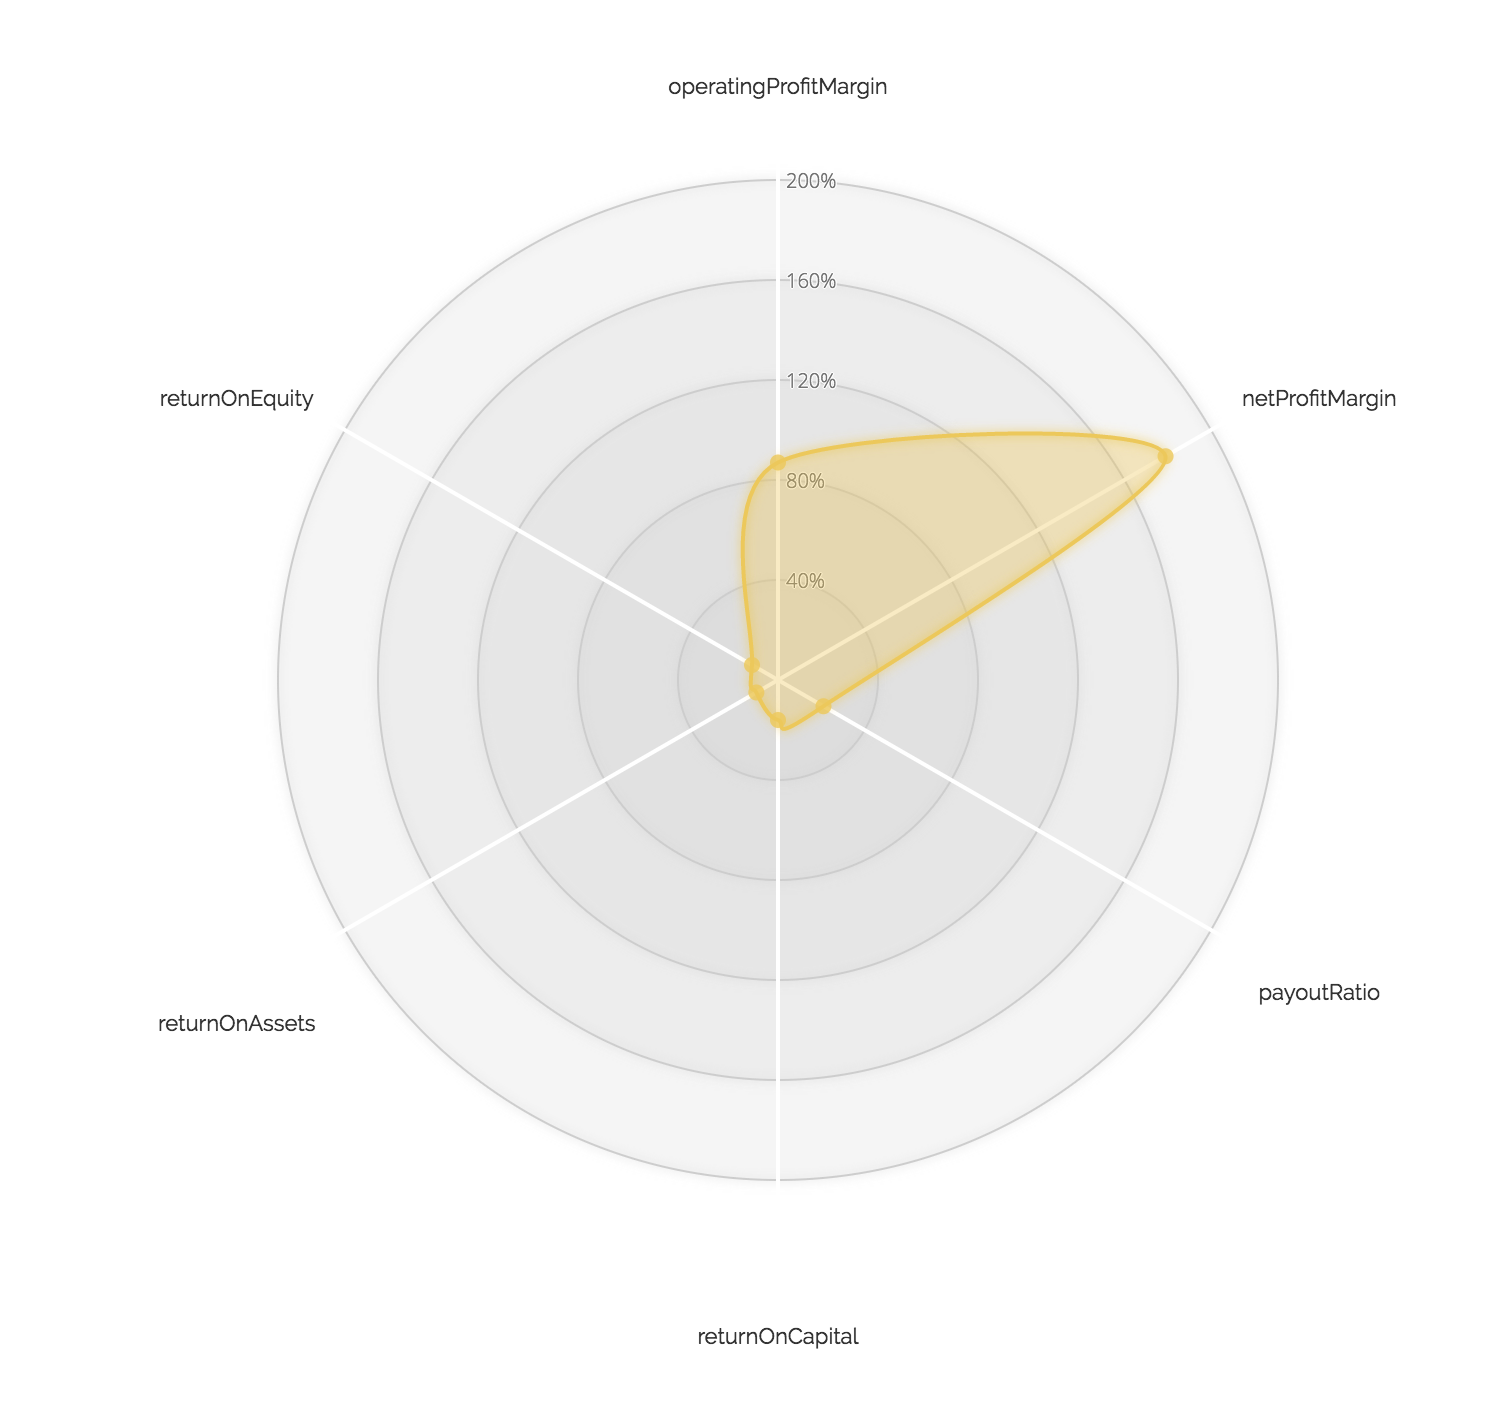 operatingProfitMargin
200%
160%
120%
80%
40%
returnOnEquity
netProfitMargin
payoutRatio
returnOnAssets
returnOnCapital